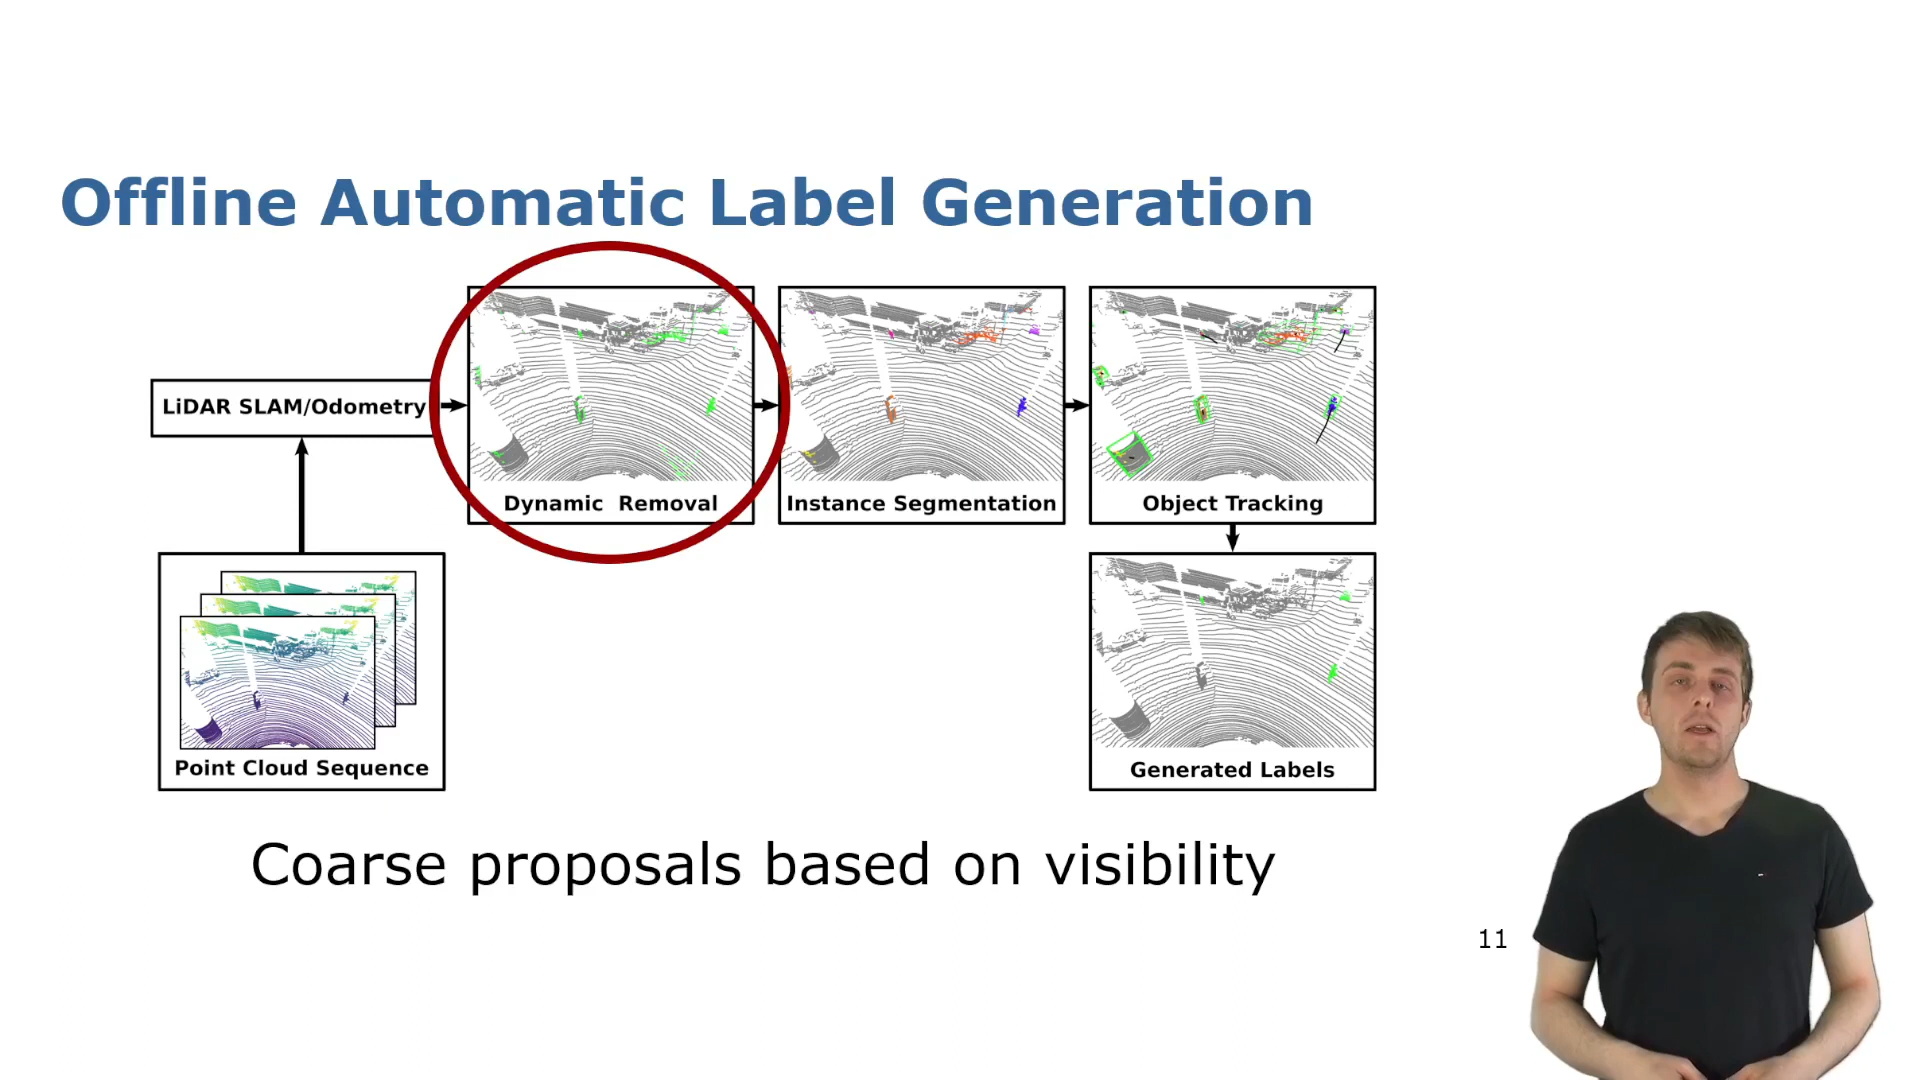 Offline Automatic Label Generation
LiDAR SLAM/Odometry
Dynamic Removal
Instance Segmentation
Object Tracking
Point Cloud Sequence
Generated Labels
Coarse proposals based on visibility
11